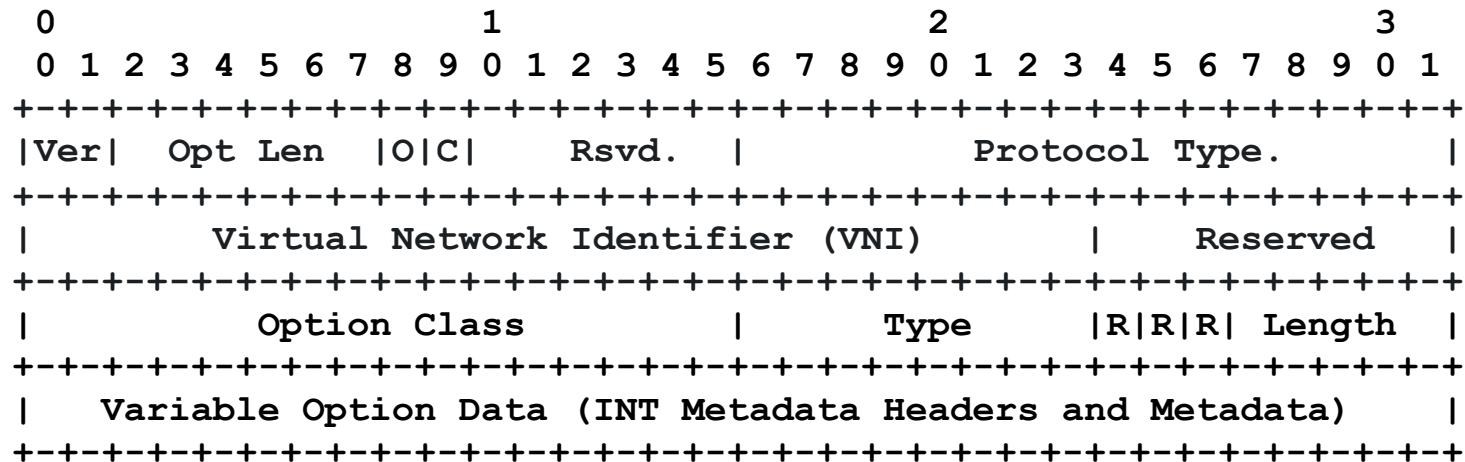 0                   1                   2                   3
 0 1 2 3 4 5 6 7 8 9 0 1 2 3 4 5 6 7 8 9 0 1 2 3 4 5 6 7 8 9 0 1
+-+-+-+-+-+-+-+-+-+-+-+-+-+-+-+-+-+-+-+-+-+-+-+-+-+-+-+-+-+-+-+-+
|Ver|  Opt Len  |O|C|    Rsvd.  |          Protocol Type.       |
+-+-+-+-+-+-+-+-+-+-+-+-+-+-+-+-+-+-+-+-+-+-+-+-+-+-+-+-+-+-+-+-+
|        Virtual Network Identifier (VNI)       |    Reserved   |
+-+-+-+-+-+-+-+-+-+-+-+-+-+-+-+-+-+-+-+-+-+-+-+-+-+-+-+-+-+-+-+-+
|          Option Class         |      Type     |R|R|R| Length  |
+-+-+-+-+-+-+-+-+-+-+-+-+-+-+-+-+-+-+-+-+-+-+-+-+-+-+-+-+-+-+-+-+
|   Variable Option Data (INT Metadata Headers and Metadata)    |
+-+-+-+-+-+-+-+-+-+-+-+-+-+-+-+-+-+-+-+-+-+-+-+-+-+-+-+-+-+-+-+-+